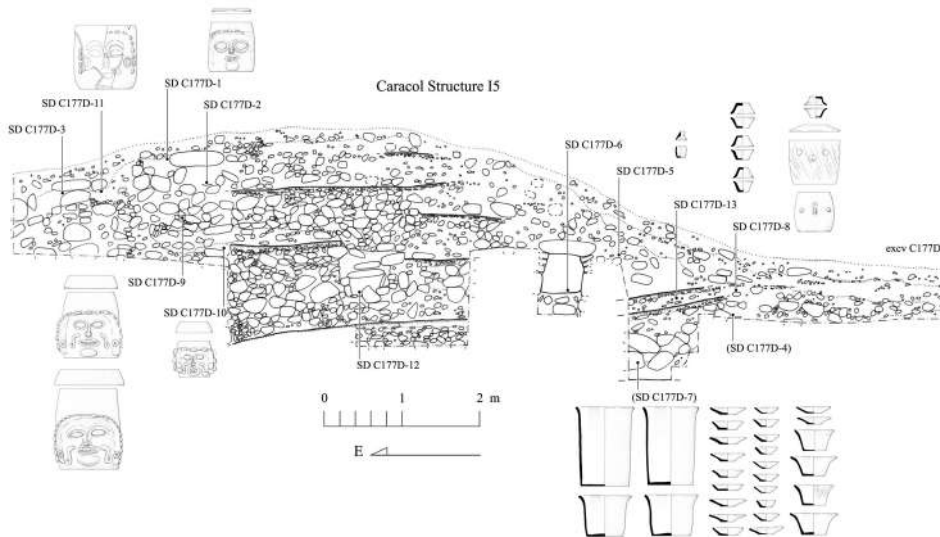 Caracol Structure I5
SD C177D-1
SD C177D-11
SD C177D-2
SD C177D-3
SD C177D-6
SD C177D-5
SD C177D-13
SD C177D-8
excv C177D
SD C177D-9
SD C177D-10
SD C177D-12
(SD C177D-4)
(SD C177D-7)
0 1 2 m
E